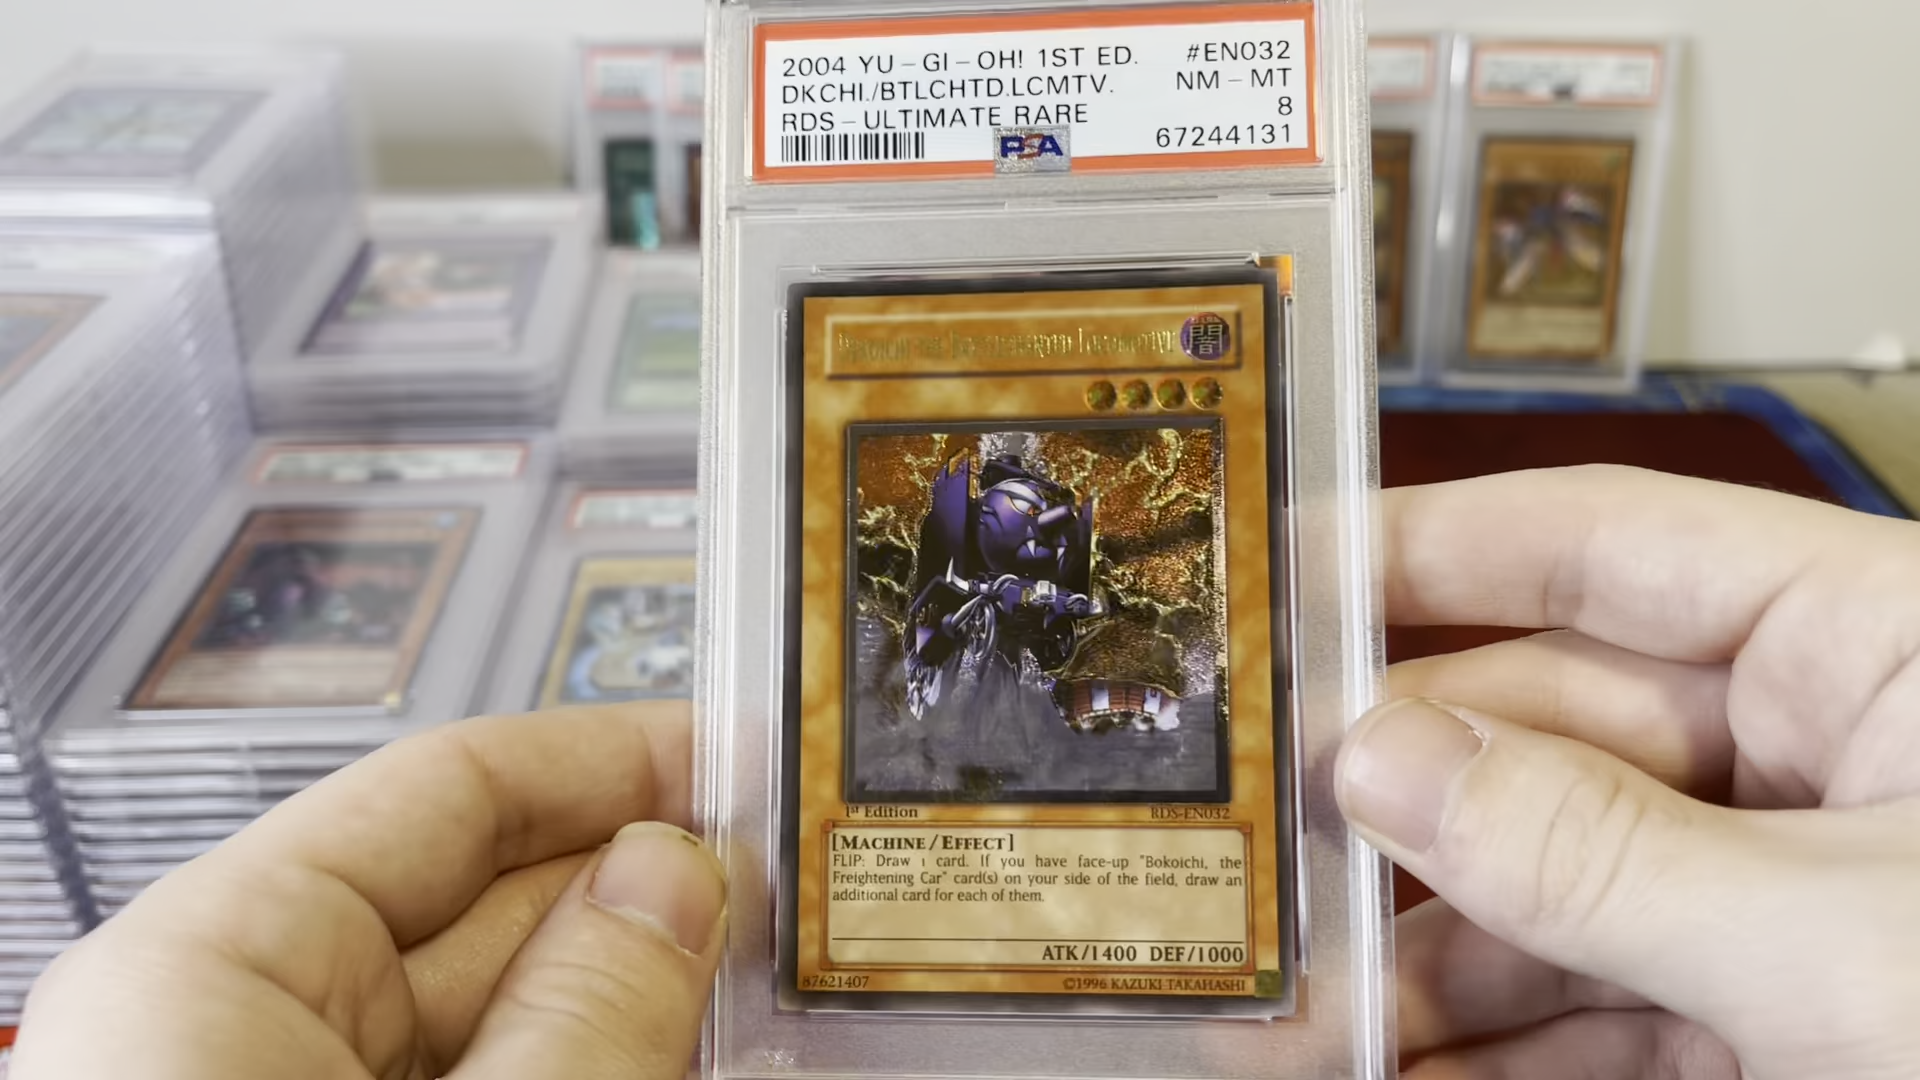 2004 YU-GI-OH! 1ST ED. #EN032
DKCHI./BTLCHTD.LCMTV. NM-MT
RDS-ULTIMATE RARE 8
PSA 67244131
LOCOMOTIVE 闇
1st Edition RDS-EN032
[MACHINE/EFFECT]
FLIP: Draw 1 card. If you have face-up "Bokoichi, the
Freightening Car" card(s) on your side of the field, draw an
additional card for each of them.
ATK/1400 DEF/1000
87621407 ©1996 KAZUKI TAKAHASHI